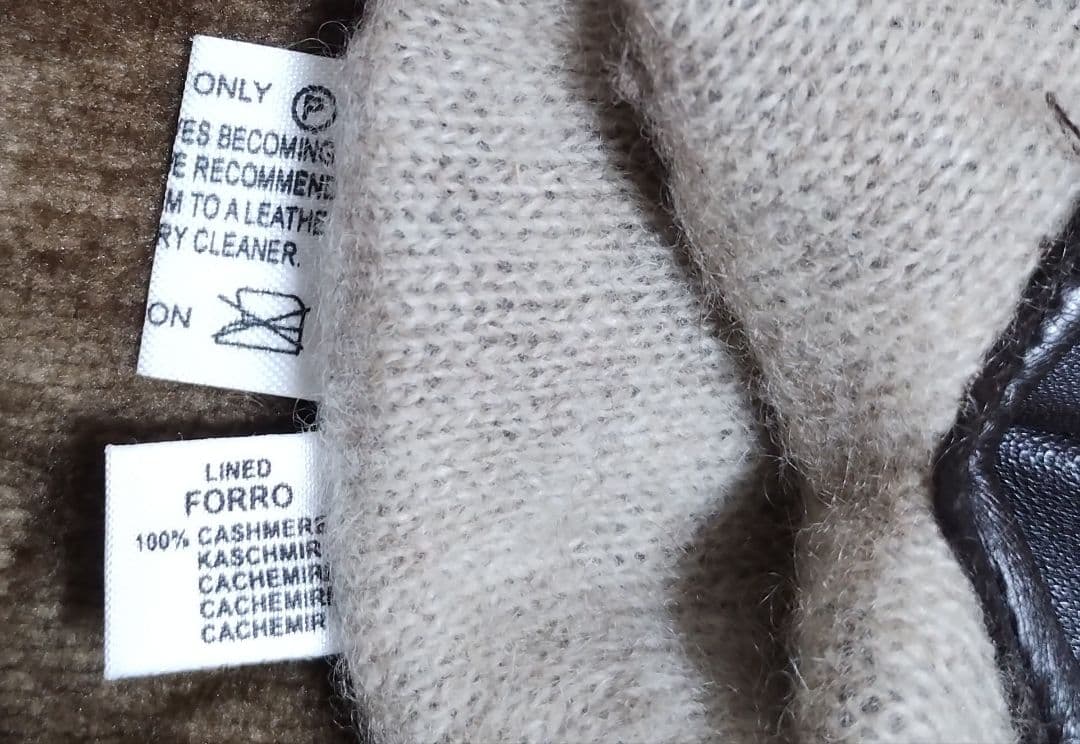 ONLY Ⓟ
ES BECOMING
E RECOMMEND
M TO A LEATHE
RY CLEANER.
ON
LINED
FORRO
100% CASHMERE
KASCHMIR
CACHEMIRE
CACHEMIRE
CACHEMIR